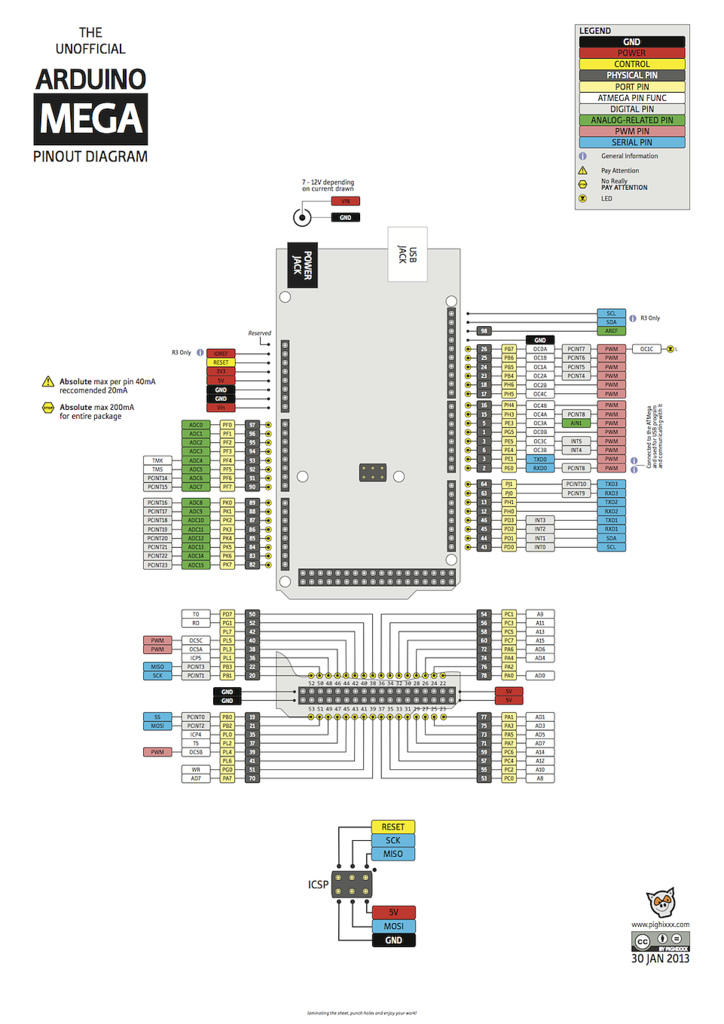 THE
UNOFFICIAL
ARDUINO
MEGA
PINOUT DIAGRAM
LEGEND
GND
POWER
CONTROL
PHYSICAL PIN
PORT PIN
ATMEGA PIN FUNC
DIGITAL PIN
ANALOG-RELATED PIN
PWM PIN
SERIAL PIN
General Information
Pay Attention
No Really
PAY ATTENTION
LED
7 - 12V depending
on current drawn
VIN
GND
POWER JACK
USB JACK
Reserved
R3 Only
IOREF
RESET
3V3
5V
GND
GND
Vin
Absolute max per pin 40mA
reccomended 20mA
Absolute max 200mA
for entire package
ADC0 PF0 97
ADC1 PF1 96
ADC2 PF2 95
ADC3 PF3 94
TMK ADC4 PF4 93
TMS ADC5 PF5 92
PCINT14 ADC6 PF6 91
PCINT15 ADC7 PF7 90
PCINT16 ADC8 PK0 89
PCINT17 ADC9 PK1 88
PCINT18 ADC10 PK2 87
PCINT19 ADC11 PK3 86
PCINT20 ADC12 PK4 85
PCINT21 ADC13 PK5 84
PCINT22 ADC14 PK6 83
PCINT23 ADC15 PK7 82
SCL
SDA
R3 Only
98 AREF
GND
26 PB7 OC0A PCINT7 PWM OC1C L
25 PB6 OC1B PCINT6 PWM
24 PB5 OC1A PCINT5 PWM
23 PB4 OC2A PCINT4 PWM
18 PH6 OC2B PWM
17 PH5 OC4C PWM
16 PH4 OC4B PWM
15 PH3 OC4A PCINT8 PWM
5 PE3 OC3A AIN1 PWM
1 PG5 OC0B PWM
PE5 OC3C INT5 PWM
PE4 OC3B INT4 PWM
3 PE1 TXD0 PWM
2 PE0 RXD0 PCINT8 PWM
Connected to the ATMega
and used for USB program
and communicating with it
64 PJ1 PCINT10 TXD3
63 PJ0 PCINT9 RXD3
13 PH1 TXD2
12 PH0 RXD2
46 PD3 INT3 TXD1
45 PD2 INT2 RXD1
44 PD1 INT1 SDA
43 PD0 INT0 SCL
T0 PD7 50
RD PG1 52
PL7 42
PWM OC5C PL5 40
PWM OC5A PL3 38
ICP5 PL1 36
MISO PCINT3 PB3 22
SCK PCINT1 PB1 20
54 PC1 A9
56 PC3 A11
58 PC5 A13
60 PC7 A15
72 PA6 AD6
74 PA4 AD4
76 PA2
78 PA0 AD0
52 50 48 46 44 42 40 38 36 34 32 30 28 26 24 22
GND
GND
5V
5V
53 51 49 47 45 43 41 39 37 35 33 31 29 27 25 23
SS PCINT0 PB0 19
MOSI PCINT2 PB2 21
ICP4 PL0 35
T5 PL2 37
PWM OC5B PL4 39
PL6 41
WR PG0 51
AD7 PA7 70
77 PA1 AD1
75 PA3 AD3
73 PA5 AD5
71 PA7 AD7
59 PC6 A14
57 PC4 A12
55 PC2 A10
53 PC0 A8
RESET
SCK
MISO
ICSP
5V
MOSI
GND
www.pighixxx.com
CC
BY PIGHIXXX
30 JAN 2013
laminating the sheet, punch holes and enjoy your work!